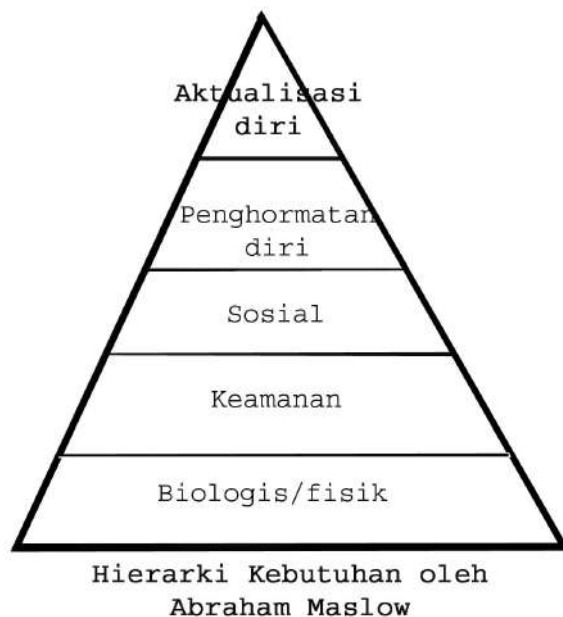 Aktualisasi
diri
Penghormatan
diri
Sosial
Keamanan
Biologis/fisik
Hierarki Kebutuhan oleh
Abraham Maslow